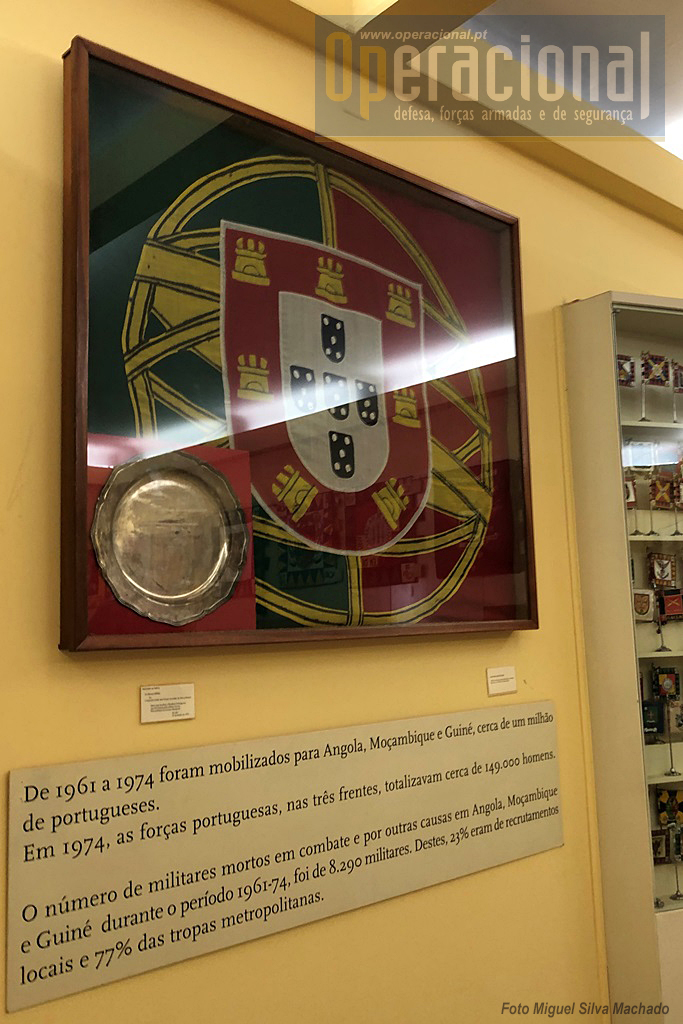 www.operacional.pt
Operacional
defesa, forças armadas e de segurança
De 1961 a 1974 foram mobilizados para Angola, Moçambique e Guiné, cerca de um milhão
de portugueses.
Em 1974, as forças portuguesas, nas três frentes, totalizavam cerca de 149.000 homens.
O número de militares mortos em combate e por outras causas em Angola, Moçambique
e Guiné durante o período 1961-74, foi de 8.290 militares. Destes, 23% eram de recrutamentos
locais e 77% das tropas metropolitanas.
Foto Miguel Silva Machado